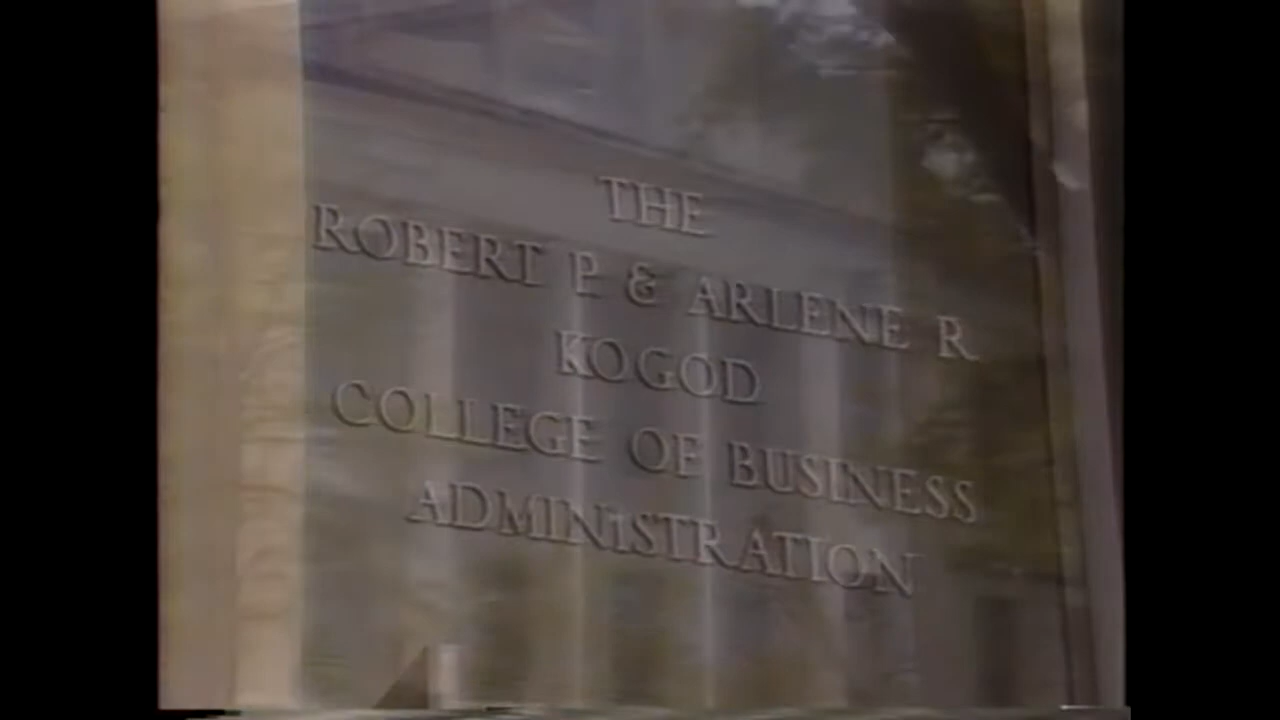 THE
ROBERT P. & ARLENE R.
KOGOD
COLLEGE OF BUSINESS
ADMINISTRATION